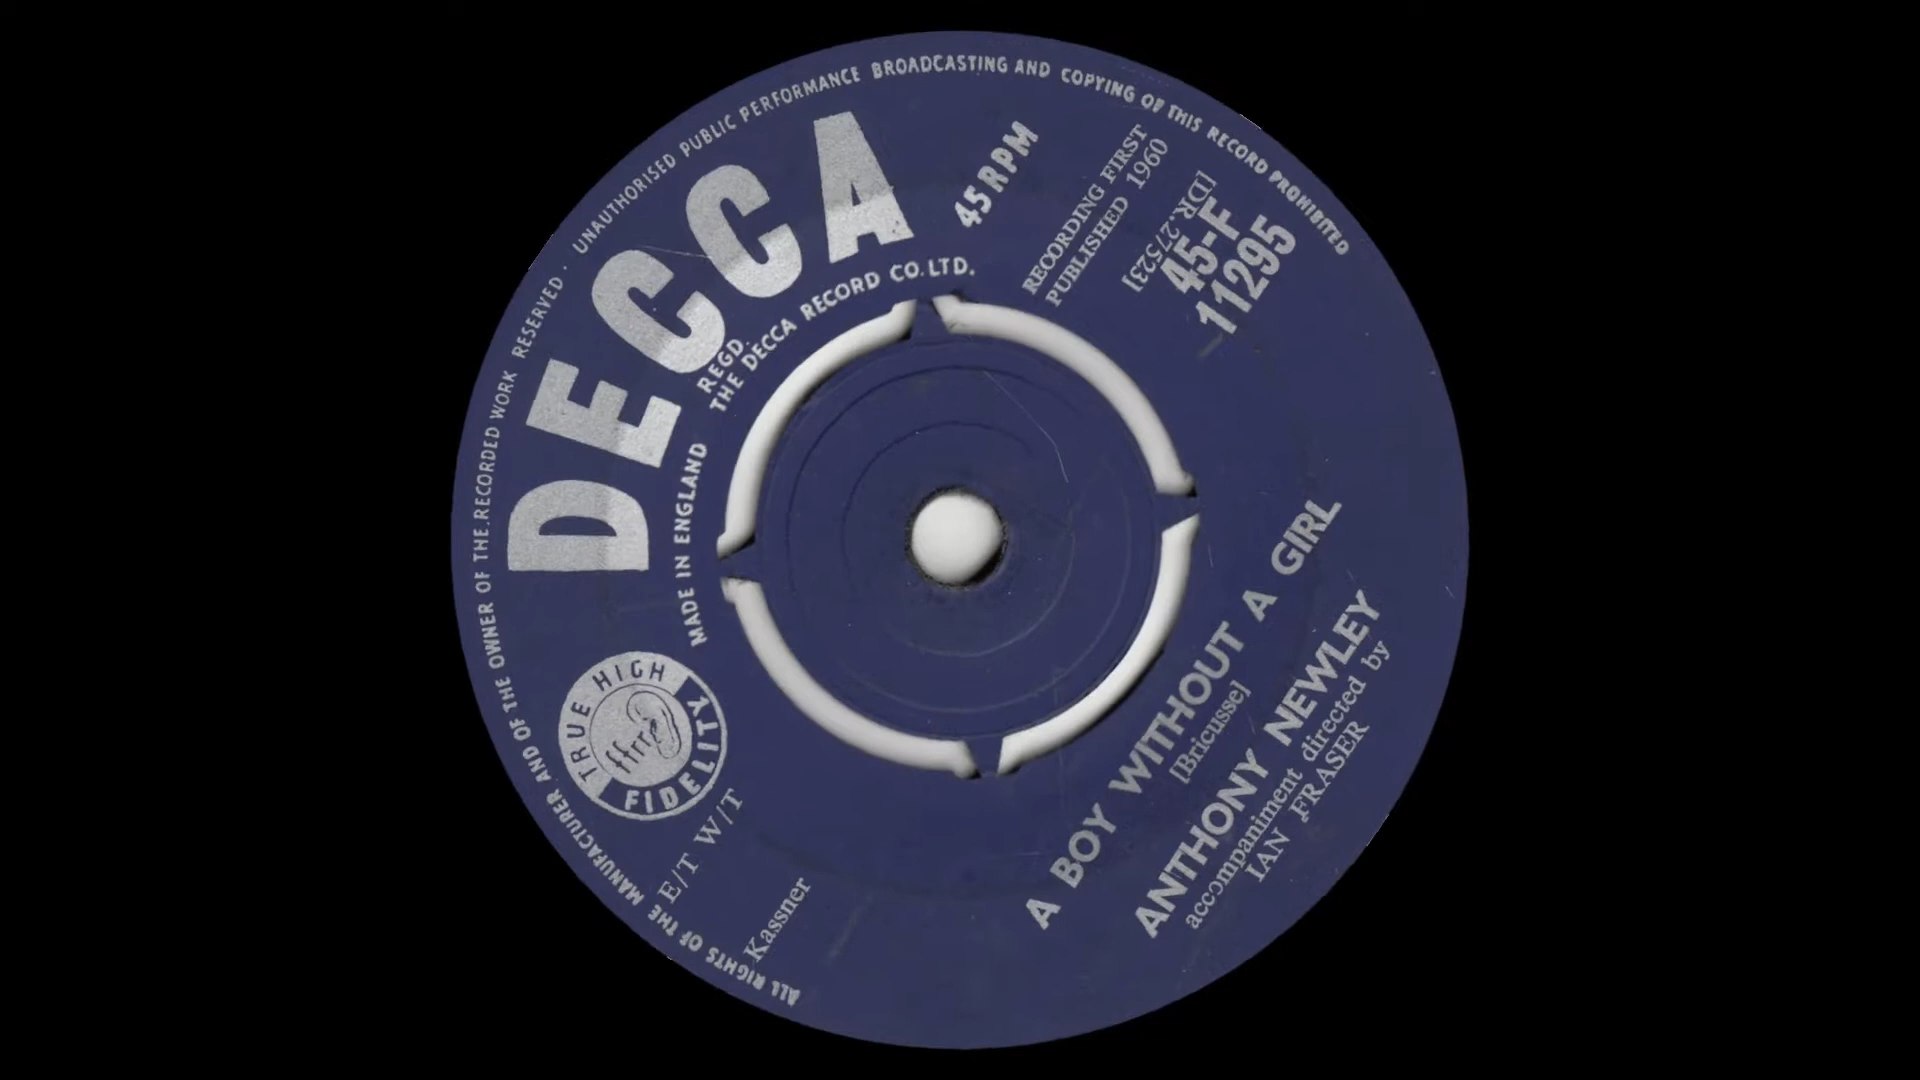 ALL RIGHTS OF THE MANUFACTURER AND OF THE OWNER OF THE RECORDED WORK RESERVED · UNAUTHORISED PUBLIC PERFORMANCE BROADCASTING AND COPYING OF THIS RECORD PROHIBITED
DECCA
45 RPM
REGD.
THE DECCA RECORD CO. LTD.
MADE IN ENGLAND
RECORDING FIRST
PUBLISHED 1960
[DR.27523]
45-F
11295
TRUE HIGH
FIDELITY
ffrr
E/T W/T
Kassner
A BOY WITHOUT A GIRL
[Bricusse]
ANTHONY NEWLEY
accompaniment directed by
IAN FRASER